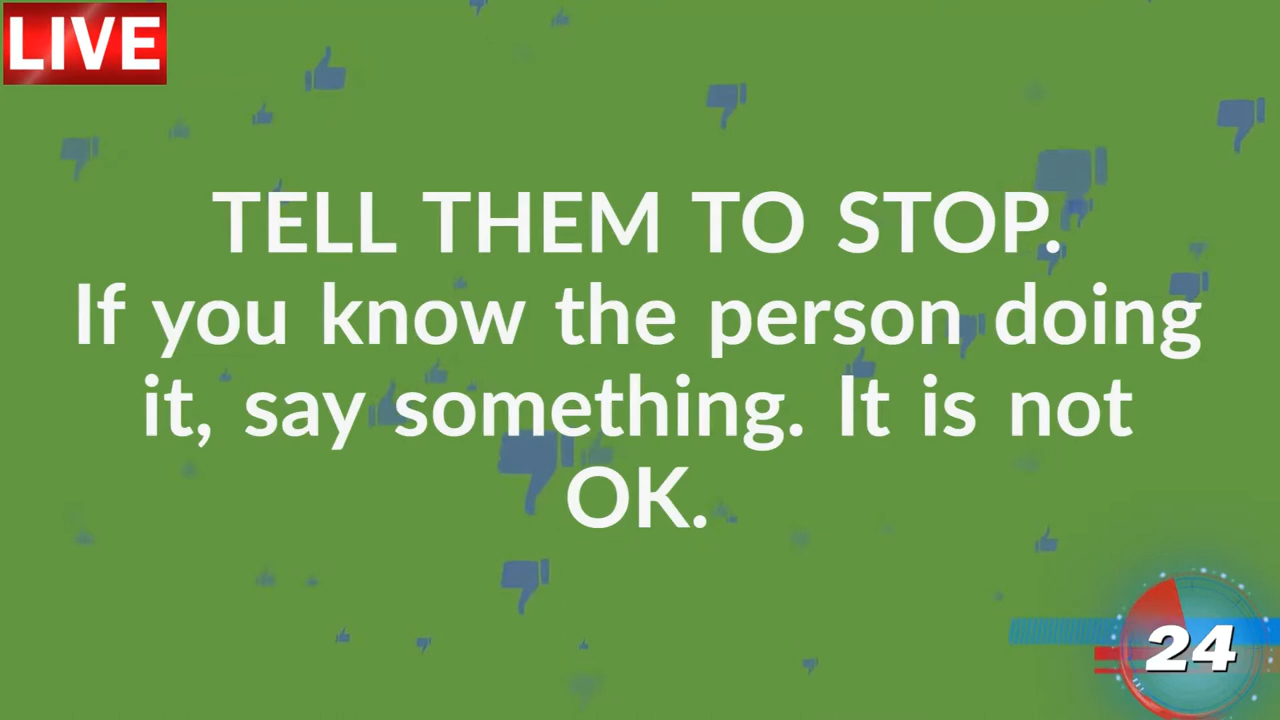 LIVE
TELL THEM TO STOP.
If you know the person doing
it, say something. It is not
OK.
24